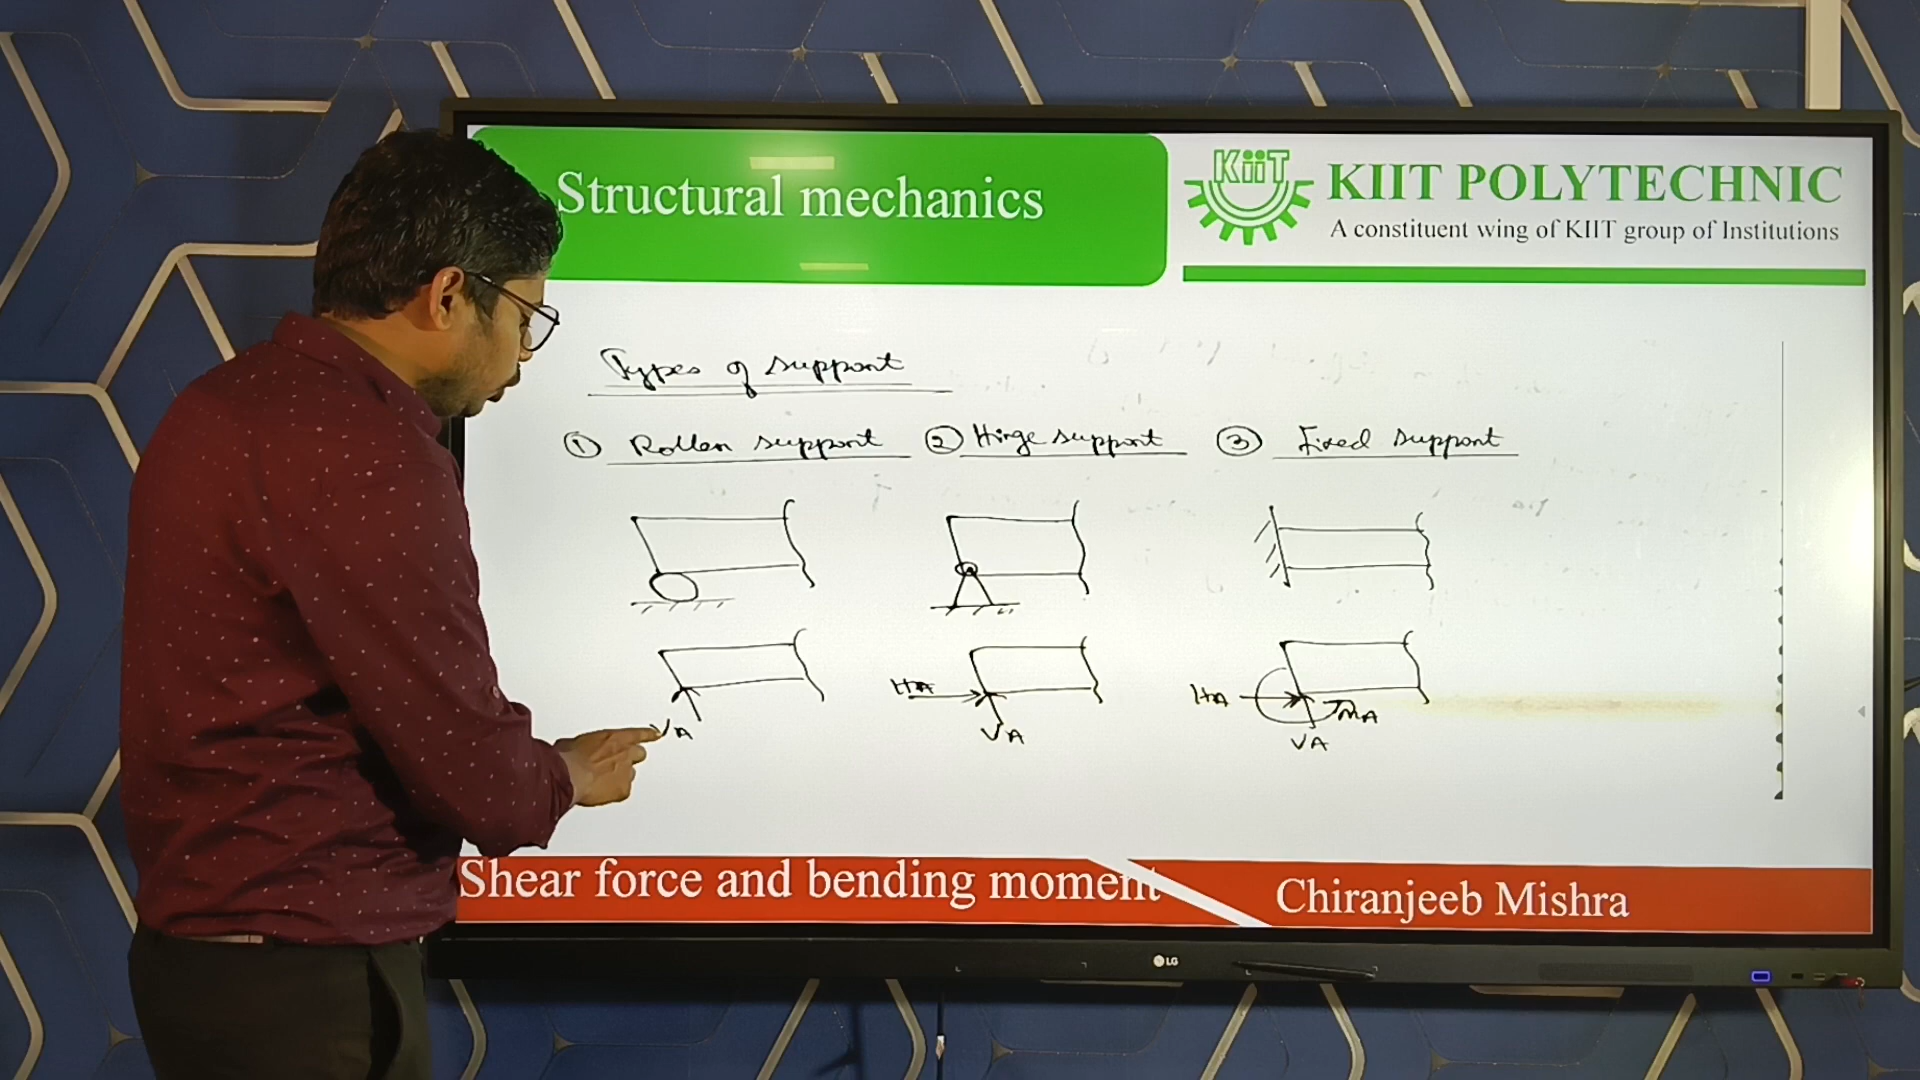 Structural mechanics
KiiT
KIIT POLYTECHNIC
A constituent wing of KIIT group of Institutions
Types of support
① Roller support ② Hinge support ③ Fixed support
HA HA MA
VA VA VA
Shear force and bending moment
Chiranjeeb Mishra
LG